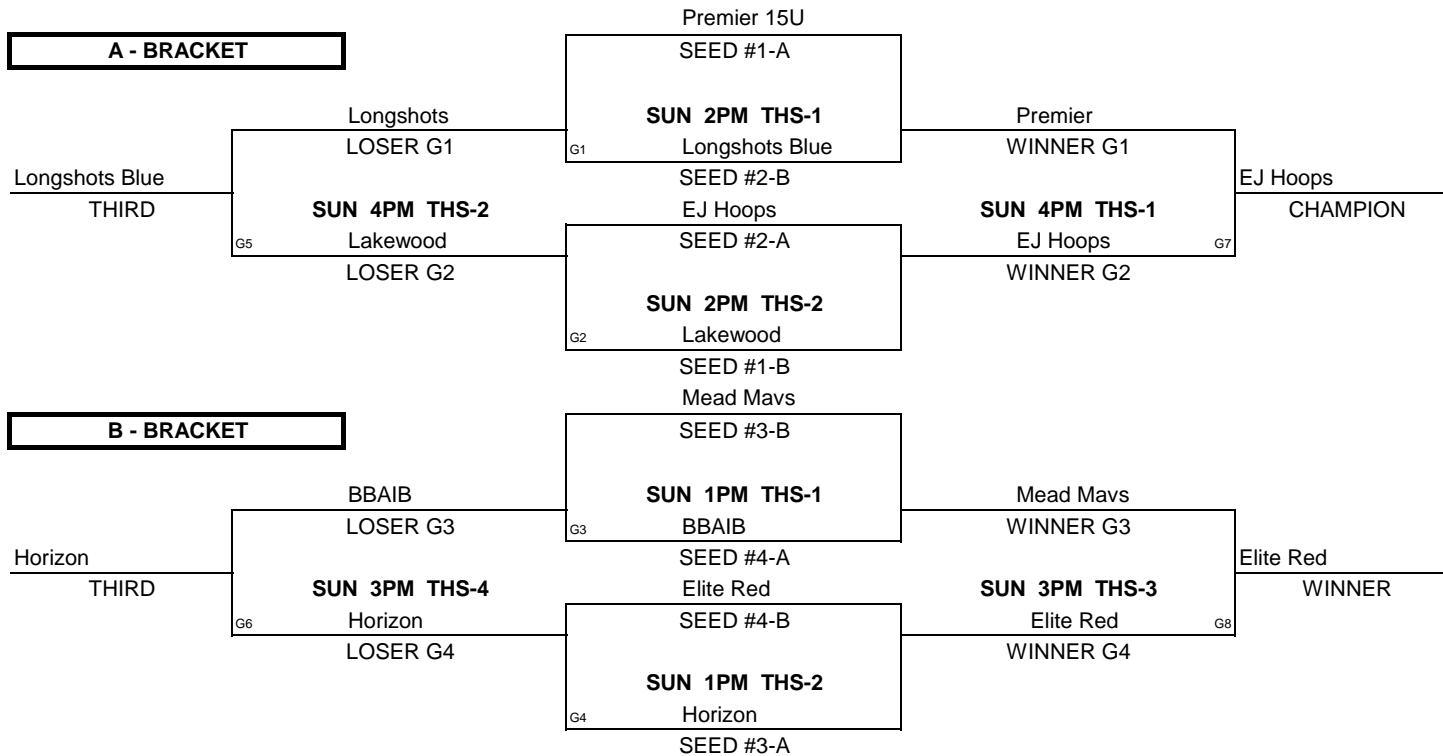 Premier 15U
A - BRACKET
SEED #1-A
Longshots
SUN 2PM THS-1
Premier
LOSER G1
G1
Longshots Blue
WINNER G1
Longshots Blue
SEED #2-B
EJ Hoops
THIRD
SUN 4PM THS-2
EJ Hoops
SUN 4PM THS-1
CHAMPION
G5
Lakewood
SEED #2-A
EJ Hoops
G7
LOSER G2
WINNER G2
SUN 2PM THS-2
G2
Lakewood
SEED #1-B
Mead Mavs
B - BRACKET
SEED #3-B
BBAIB
SUN 1PM THS-1
Mead Mavs
LOSER G3
G3
BBAIB
WINNER G3
Horizon
SEED #4-A
Elite Red
THIRD
SUN 3PM THS-4
Elite Red
SUN 3PM THS-3
WINNER
G6
Horizon
SEED #4-B
Elite Red
G8
LOSER G4
WINNER G4
SUN 1PM THS-2
G4
Horizon
SEED #3-A